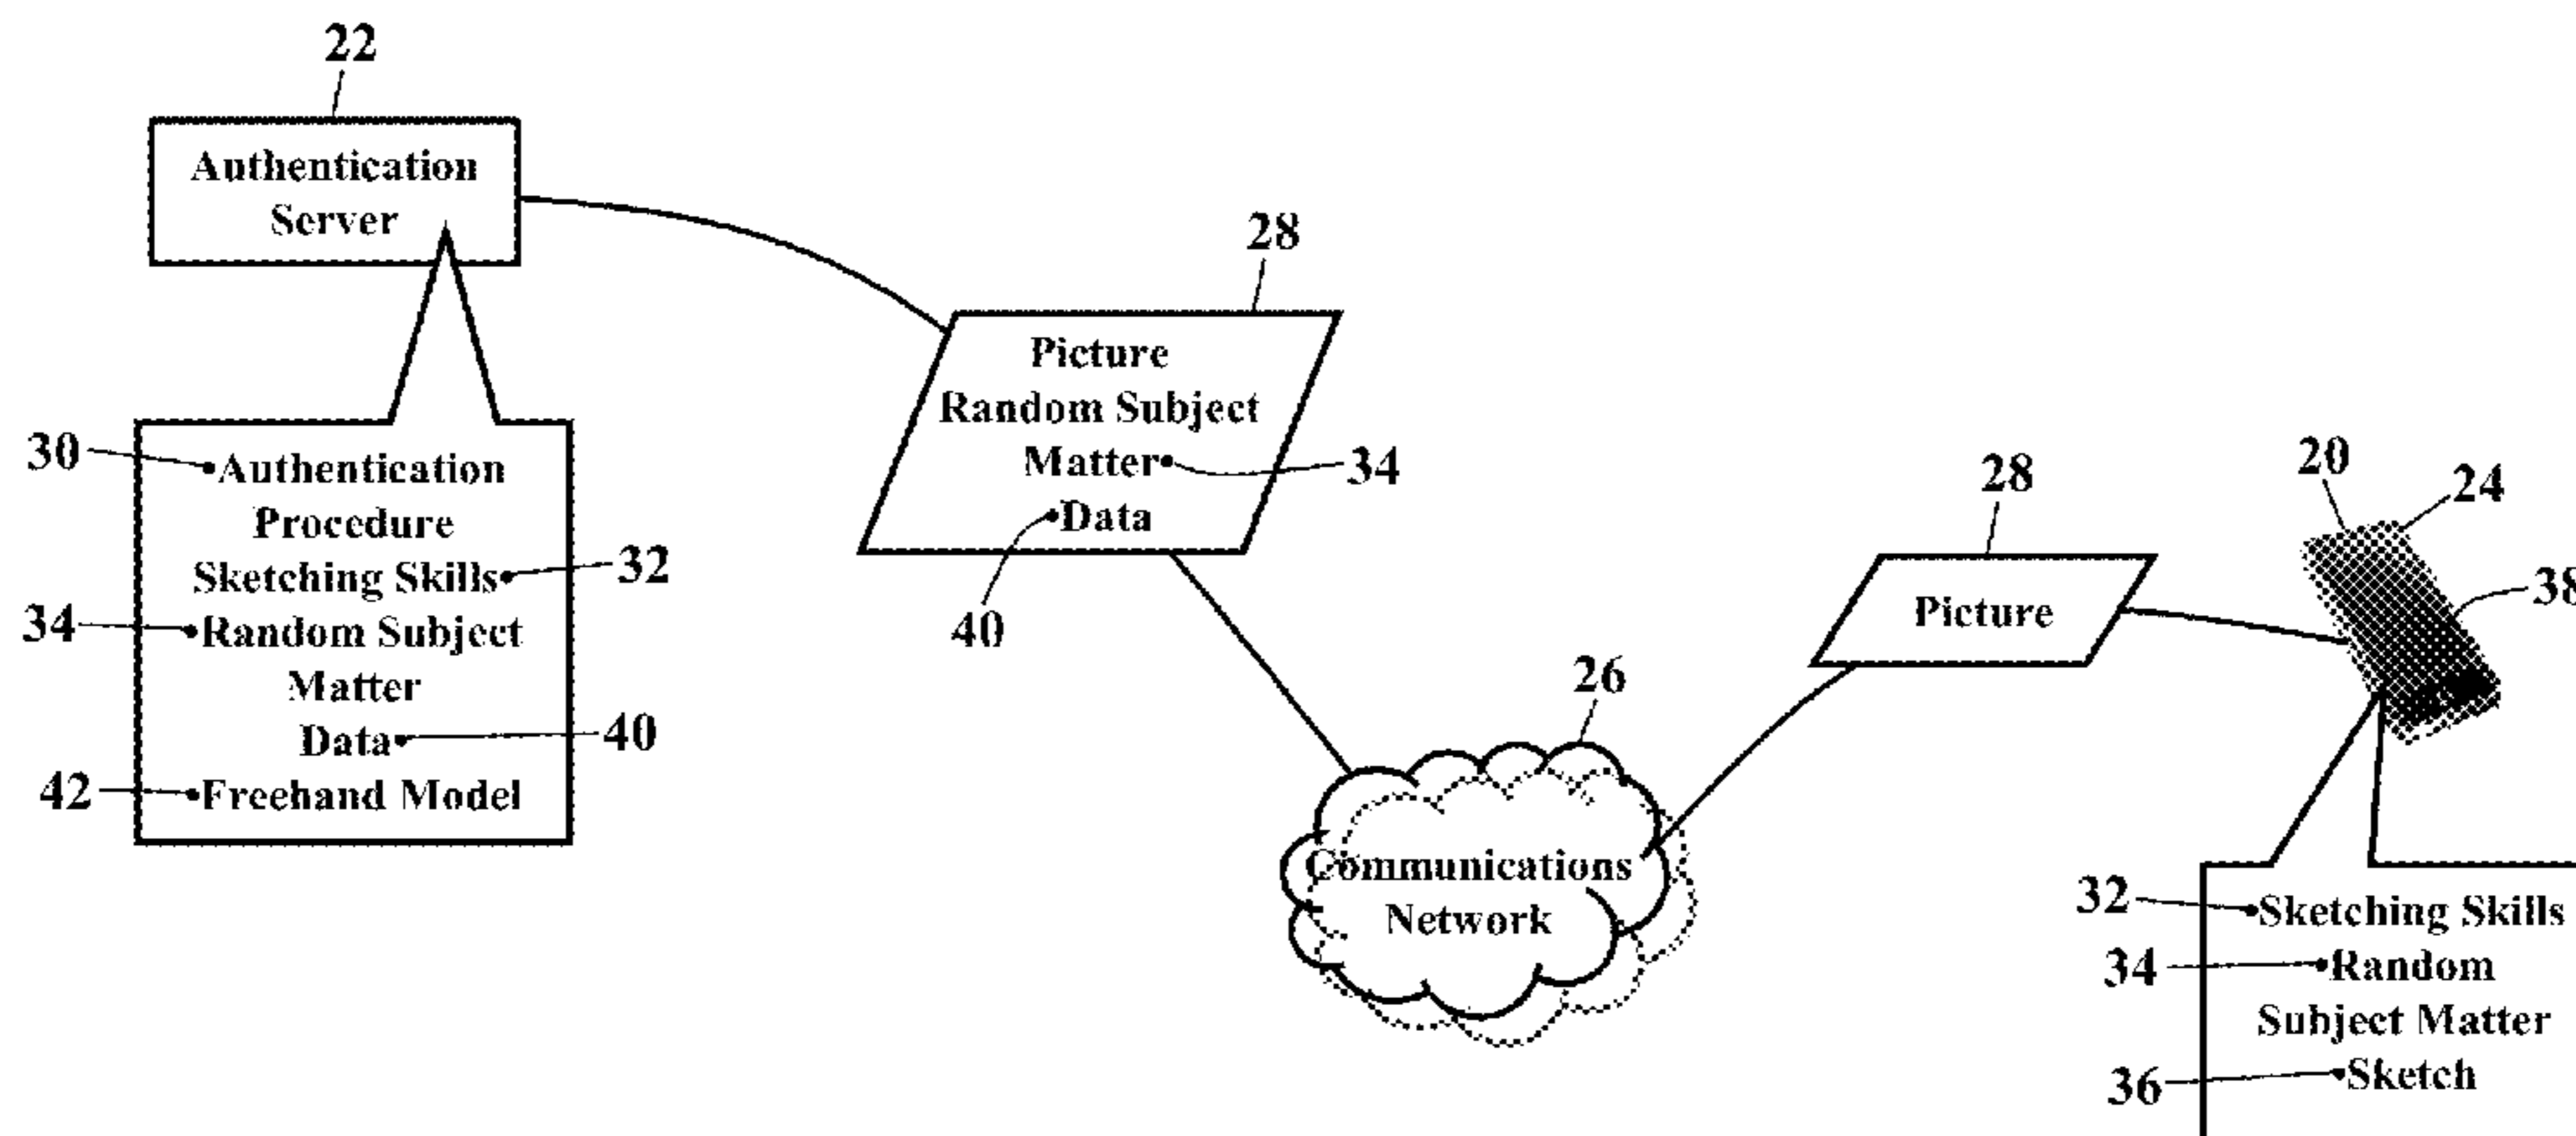 22
Authentication
Server
28
Picture
Random Subject
Matter
34
Data
40
30
Authentication
Procedure
Sketching Skills
32
34
Random Subject
Matter
Data
40
42
Freehand Model
26
Communications
Network
28
Picture
20
24
38
32
Sketching Skills
34
Random
Subject Matter
36
Sketch